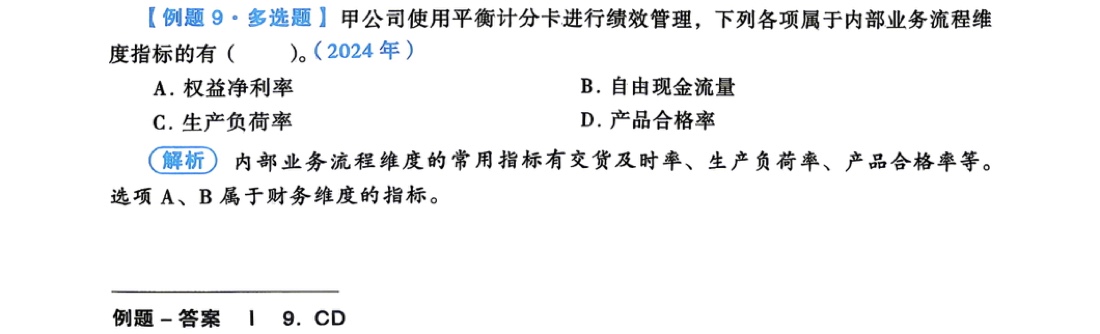 【例题9·多选题】甲公司使用平衡计分卡进行绩效管理，下列各项属于内部业务流程维
度指标的有（　　）。（2024年）
A. 权益净利率　B. 自由现金流量
C. 生产负荷率　D. 产品合格率
解析　内部业务流程维度的常用指标有交货及时率、生产负荷率、产品合格率等。
选项 A、B 属于财务维度的指标。
例题－答案　|　9. CD